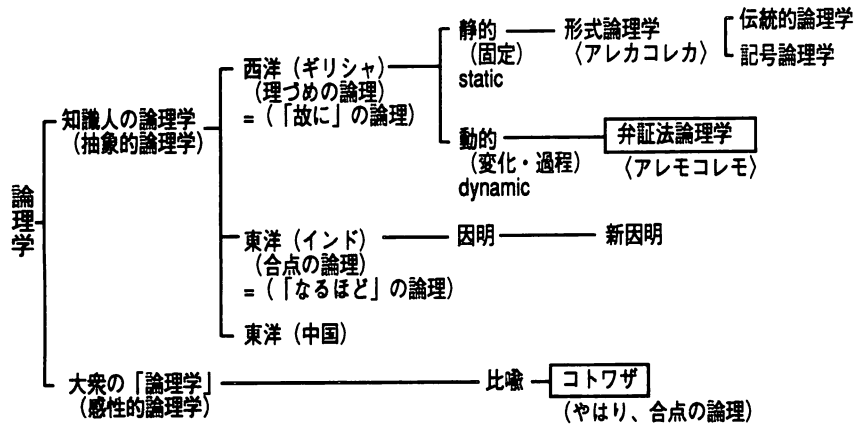 論理学
知識人の論理学
(抽象的論理学)
西洋(ギリシャ)
(理づめの論理)
=(「故に」の論理)
静的
(固定)
static
形式論理学
〈アレカコレカ〉
伝統的論理学
記号論理学
動的
(変化・過程)
dynamic
弁証法論理学
〈アレモコレモ〉
東洋(インド)
(合点の論理)
=(「なるほど」の論理)
因明
新因明
東洋(中国)
大衆の「論理学」
(感性的論理学)
比喩
コトワザ
(やはり、合点の論理)